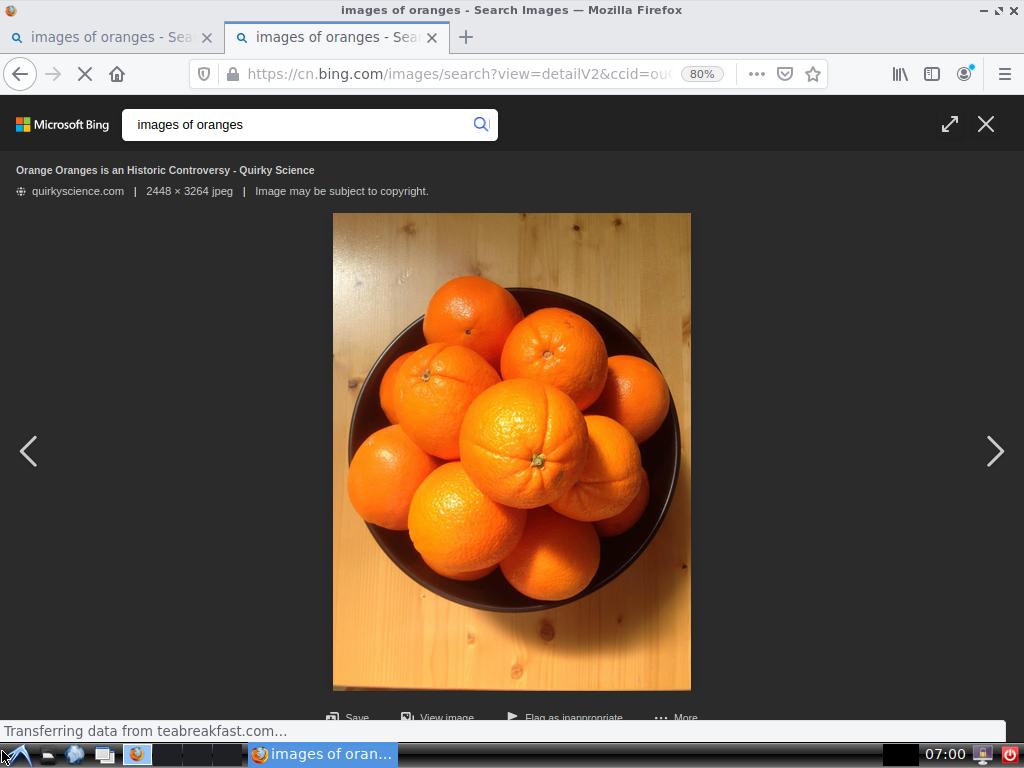 images of oranges - Search Images — Mozilla Firefox
images of oranges - Sea
images of oranges - Sea
https://cn.bing.com/images/search?view=detailV2&ccid=ou
80%
Microsoft Bing
images of oranges
Orange Oranges is an Historic Controversy - Quirky Science
quirkyscience.com | 2448 × 3264 jpeg | Image may be subject to copyright.
Save
View image
Flag as inappropriate
More
Transferring data from teabreakfast.com…
images of oran...
07:00